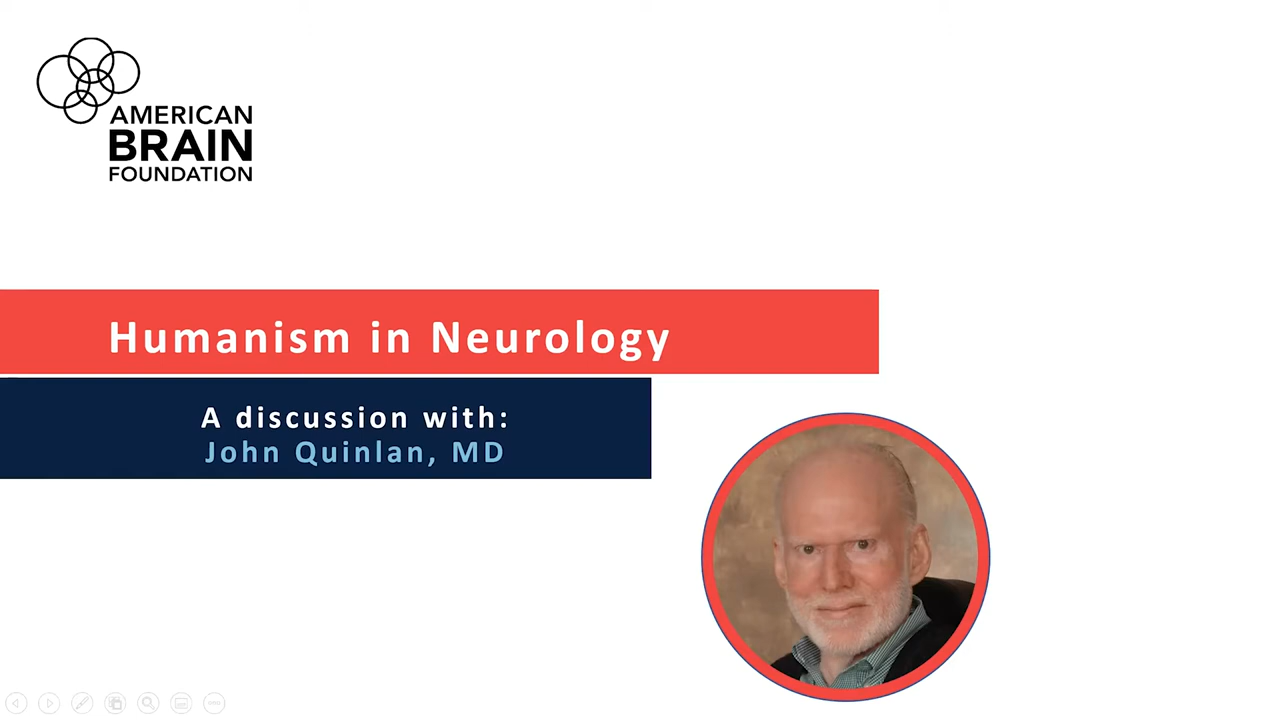 AMERICAN
BRAIN
FOUNDATION
Humanism in Neurology
A discussion with:
John Quinlan, MD